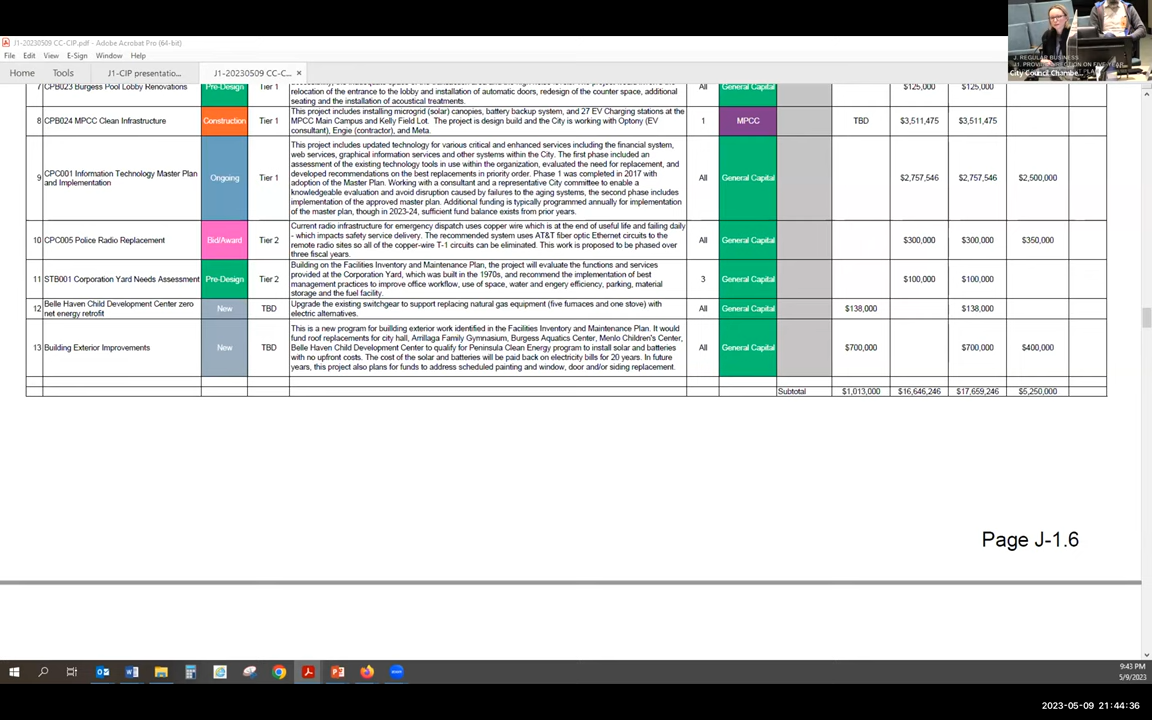 J1-20230509 CC-CIP.pdf - Adobe Acrobat Pro (64-bit)
File Edit View E-Sign Window Help
Home Tools J1-CIP presentatio... J1-20230509 CC-C... ×
J. REGULAR BUSINESS
City Council Chambe
7 CPB023 Burgess Pool Lobby Renovations Pre-Design Tier 1 All General Capital $125,000 $125,000
relocation of the entrance to the lobby and installation of automatic doors, redesign of the counter space, additional
seating and the installation of acoustical treatments.
8 CPB024 MPCC Clean Infrastructure Construction Tier 1
This project includes installing microgrid (solar) canopies, battery backup system, and 27 EV Charging stations at the
MPCC Main Campus and Kelly Field Lot. The project is design build and the City is working with Optony (EV
consultant), Engie (contractor), and Meta.
1 MPCC TBD $3,511,475 $3,511,475
9 CPC001 Information Technology Master Plan
and Implementation
Ongoing Tier 1
This project includes updated technology for various critical and enhanced services including the financial system,
web services, graphical information services and other systems within the City. The first phase included an
assessment of the existing technology tools in use within the organization, evaluated the need for replacement, and
developed recommendations on the best replacements in priority order. Phase 1 was completed in 2017 with
adoption of the Master Plan. Working with a consultant and a representative City committee to enable a
knowledgeable evaluation and avoid disruption caused by failures to the aging systems, the second phase includes
implementation of the approved master plan. Additional funding is typically programmed annually for implementation
of the master plan, though in 2023-24, sufficient fund balance exists from prior years.
All General Capital $2,757,546 $2,757,546 $2,500,000
10 CPC005 Police Radio Replacement Bid/Award Tier 2
Current radio infrastructure for emergency dispatch uses copper wire which is at the end of useful life and failing daily
- which impacts safety service delivery. The recommended system uses AT&T fiber optic Ethernet circuits to the
remote radio sites so all of the copper-wire T-1 circuits can be eliminated. This work is proposed to be phased over
three fiscal years.
All General Capital $300,000 $300,000 $350,000
11 STB001 Corporation Yard Needs Assessment Pre-Design Tier 2
Building on the Facilities Inventory and Maintenance Plan, the project will evaluate the functions and services
provided at the Corporation Yard, which was built in the 1970s, and recommend the implementation of best
management practices to improve office workflow, use of space, water and engery efficiency, parking, material
storage and the fuel facility.
3 General Capital $100,000 $100,000
12 Belle Haven Child Development Center zero
net energy retrofit
New TBD
Upgrade the existing switchgear to support replacing natural gas equipment (five furnaces and one stove) with
electric alternatives.
All General Capital $138,000 $138,000
13 Building Exterior Improvements New TBD
This is a new program for buillding exterior work identified in the Facilities Inventory and Maintenance Plan. It would
fund roof replacements for city hall, Arrillaga Family Gymnasium, Burgess Aquatics Center, Menlo Children's Center,
Belle Haven Child Development Center to qualify for Peninsula Clean Energy program to install solar and batteries
with no upfront costs. The cost of the solar and batteries will be paid back on electricity bills for 20 years. In future
years, this project also plans for funds to address scheduled painting and window, door and/or siding replacement.
All General Capital $700,000 $700,000 $400,000
Subtotal $1,013,000 $16,646,246 $17,659,246 $5,250,000
Page J-1.6
9:43 PM
5/9/2023
2023-05-09 21:44:36